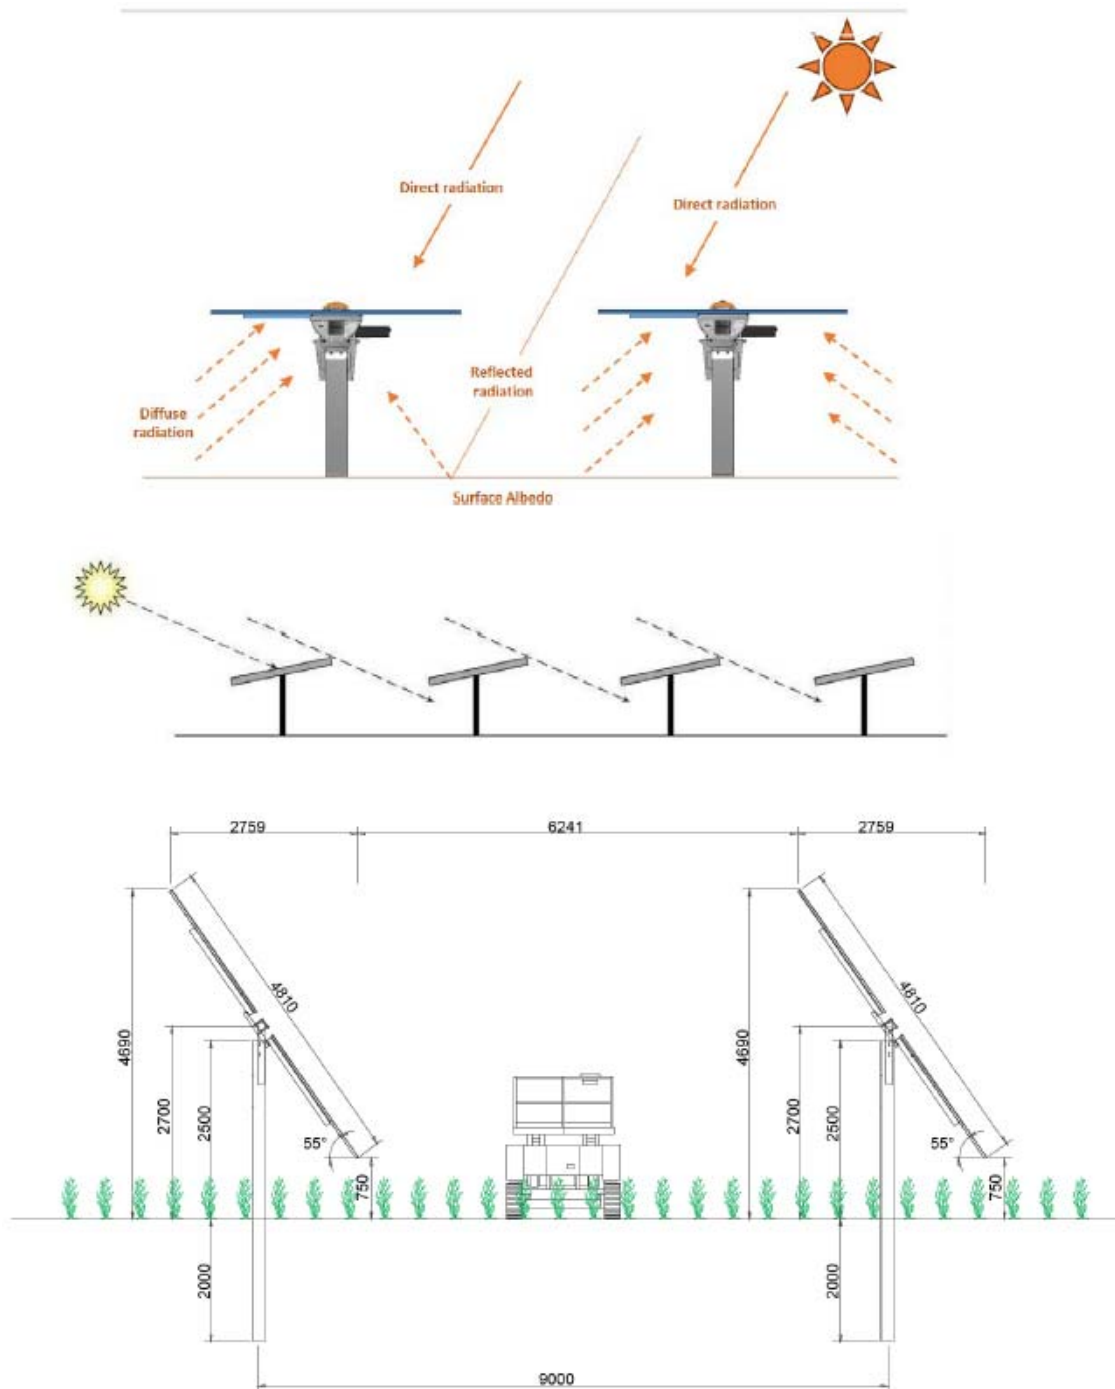 Direct radiation
Direct radiation
Reflected
radiation
Diffuse
radiation
Surface Albedo
2759
6241
2759
4810
4810
4690
2700
2500
55°
750
4690
2700
2500
55°
750
2000
2000
9000